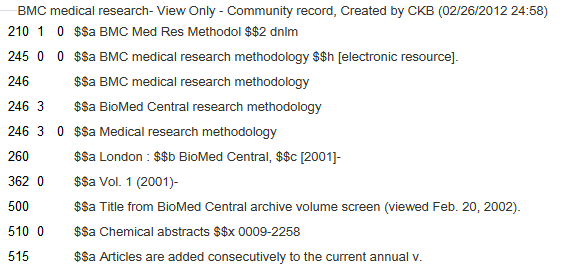 BMC medical research- View Only - Community record, Created by CKB (02/26/2012 24:58)
210 1 0 $$a BMC Med Res Methodol $$2 dnlm
245 0 0 $$a BMC medical research methodology $$h [electronic resource].
246 $$a BMC medical research methodology
246 3 $$a BioMed Central research methodology
246 3 0 $$a Medical research methodology
260 $$a London : $$b BioMed Central, $$c [2001]-
362 0 $$a Vol. 1 (2001)-
500 $$a Title from BioMed Central archive volume screen (viewed Feb. 20, 2002).
510 0 $$a Chemical abstracts $$x 0009-2258
515 $$a Articles are added consecutively to the current annual v.